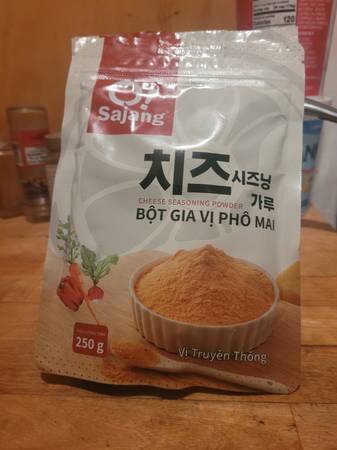 Sajang
치즈
시즈닝
가루
CHEESE SEASONING POWDER
BỘT GIA VỊ PHÔ MAI
250 g
Vị Truyền Thống
120